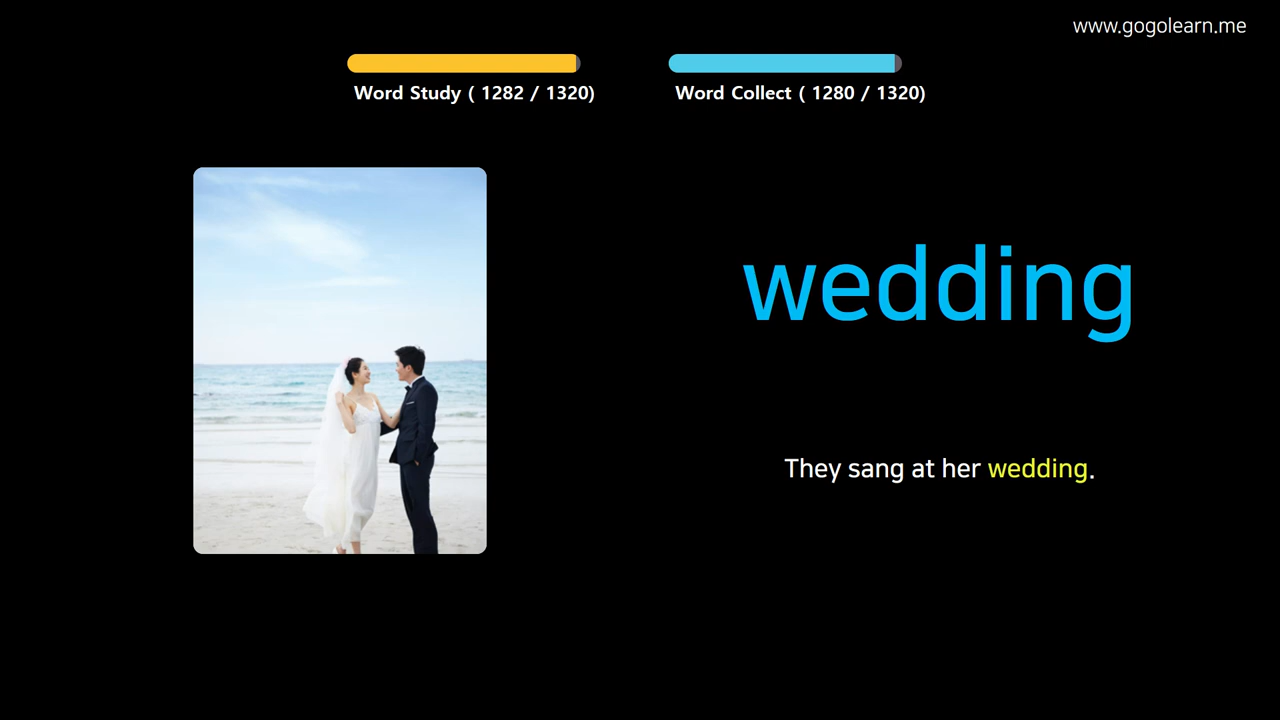 www.gogolearn.me
Word Study ( 1282 / 1320)
Word Collect ( 1280 / 1320)
wedding
They sang at her wedding.